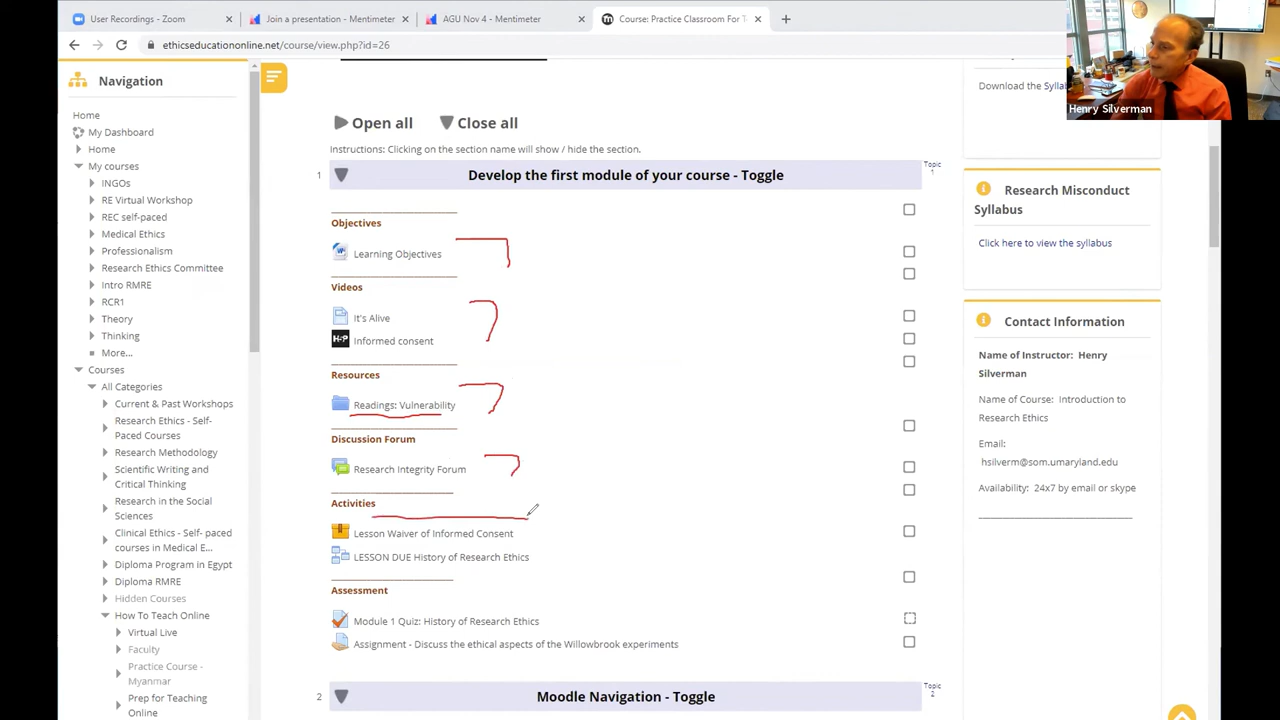 User Recordings - Zoom
Join a presentation - Mentimeter
AGU Nov 4 - Mentimeter
Course: Practice Classroom For T
ethicseducationonline.net/course/view.php?id=26
Navigation
Home
My Dashboard
Home
My courses
INGOs
RE Virtual Workshop
REC self-paced
Medical Ethics
Professionalism
Research Ethics Committee
Intro RMRE
RCR1
Theory
Thinking
More...
Courses
All Categories
Current & Past Workshops
Research Ethics - Self-
Paced Courses
Research Methodology
Scientific Writing and
Critical Thinking
Research in the Social
Sciences
Clinical Ethics - Self- paced
courses in Medical E...
Diploma Program in Egypt
Diploma RMRE
Hidden Courses
How To Teach Online
Virtual Live
Faculty
Practice Course -
Myanmar
Prep for Teaching
Online
Open all
Close all
Instructions: Clicking on the section name will show / hide the section.
1
Develop the first module of your course - Toggle
Topic
1
Objectives
Learning Objectives
Videos
It's Alive
H-P
Informed consent
Resources
Readings: Vulnerability
Discussion Forum
Research Integrity Forum
Activities
Lesson Waiver of Informed Consent
LESSON DUE History of Research Ethics
Assessment
Module 1 Quiz: History of Research Ethics
Assignment - Discuss the ethical aspects of the Willowbrook experiments
2
Moodle Navigation - Toggle
Topic
2
Download the Sylla
Henry Silverman
Research Misconduct
Syllabus
Click here to view the syllabus
Contact Information
Name of Instructor: Henry
Silverman
Name of Course: Introduction to
Research Ethics
Email:
hsilverm@som.umaryland.edu
Availability: 24x7 by email or skype